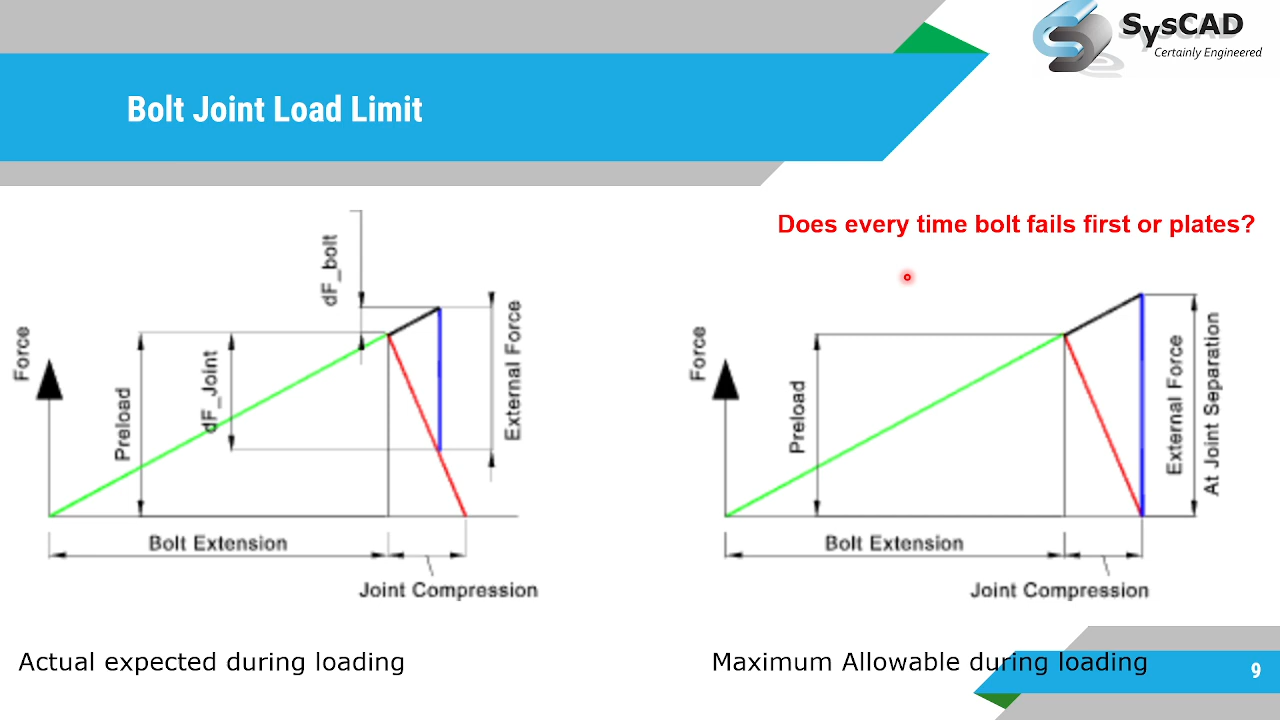 SysCAD
Certainly Engineered
Bolt Joint Load Limit
Does every time bolt fails first or plates?
Force
Preload
dF_Joint
dF_bolt
External Force
Bolt Extension
Joint Compression
Force
Preload
External Force
At Joint Separation
Bolt Extension
Joint Compression
Actual expected during loading
Maximum Allowable during loading
9